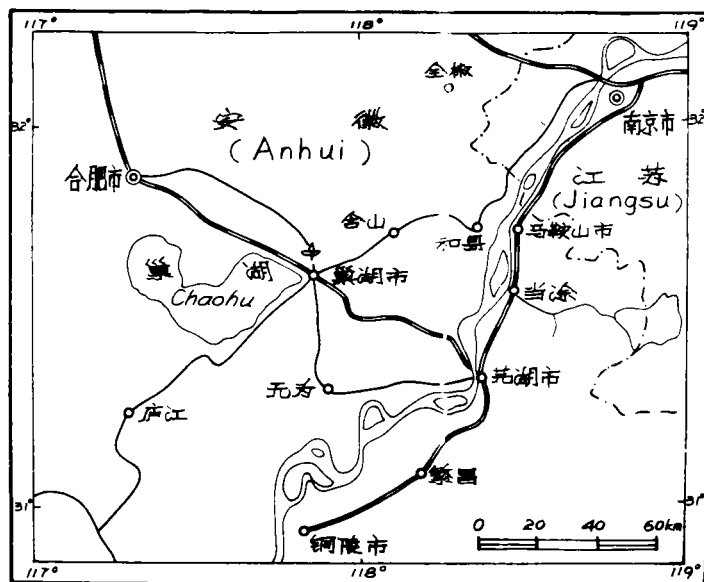 117° 118° 119°
全椒
32° 安徽 南京市 32°
(Anhui)
合肥市 江苏
(Jiangsu)
含山 和县 马鞍山市
巢湖 巢湖市 当涂
Chaohu
无为 芜湖市
庐江
繁昌
31° 31°
铜陵市 0 20 40 60km
117° 118° 119°